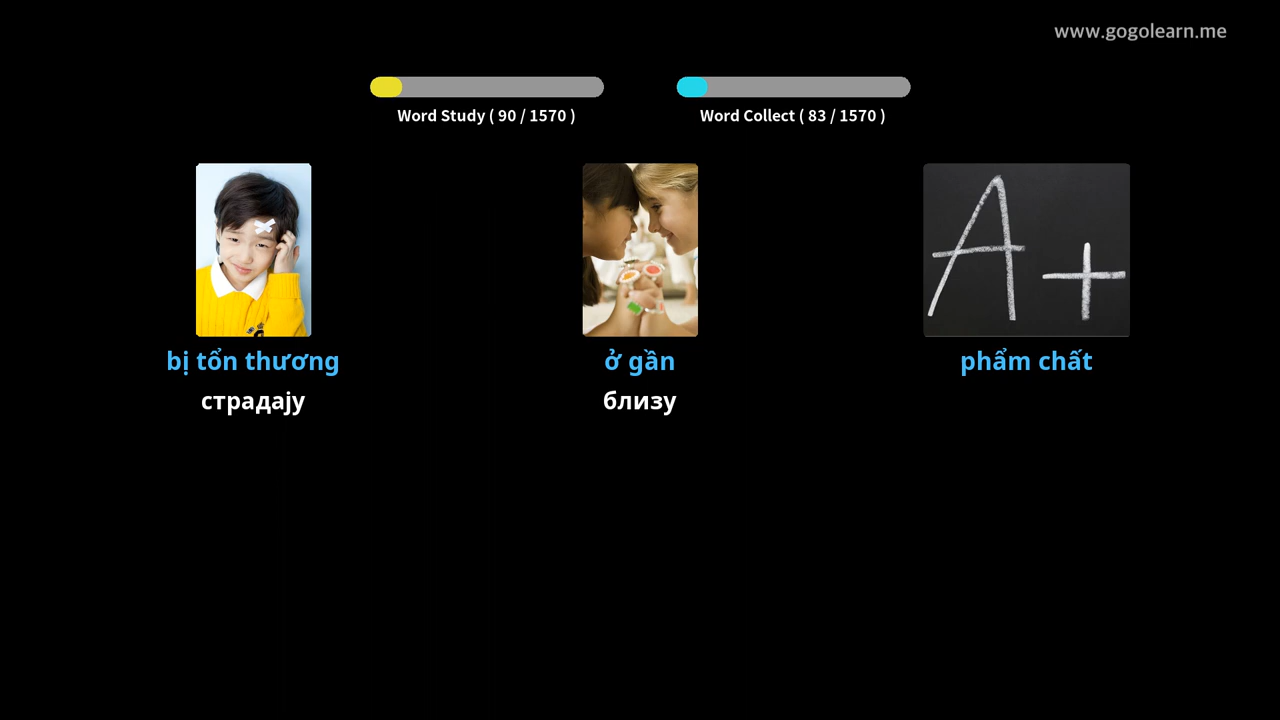 www.gogolearn.me
Word Study ( 90 / 1570 )
Word Collect ( 83 / 1570 )
A+
bị tổn thương
ở gần
phẩm chất
страдају
близу